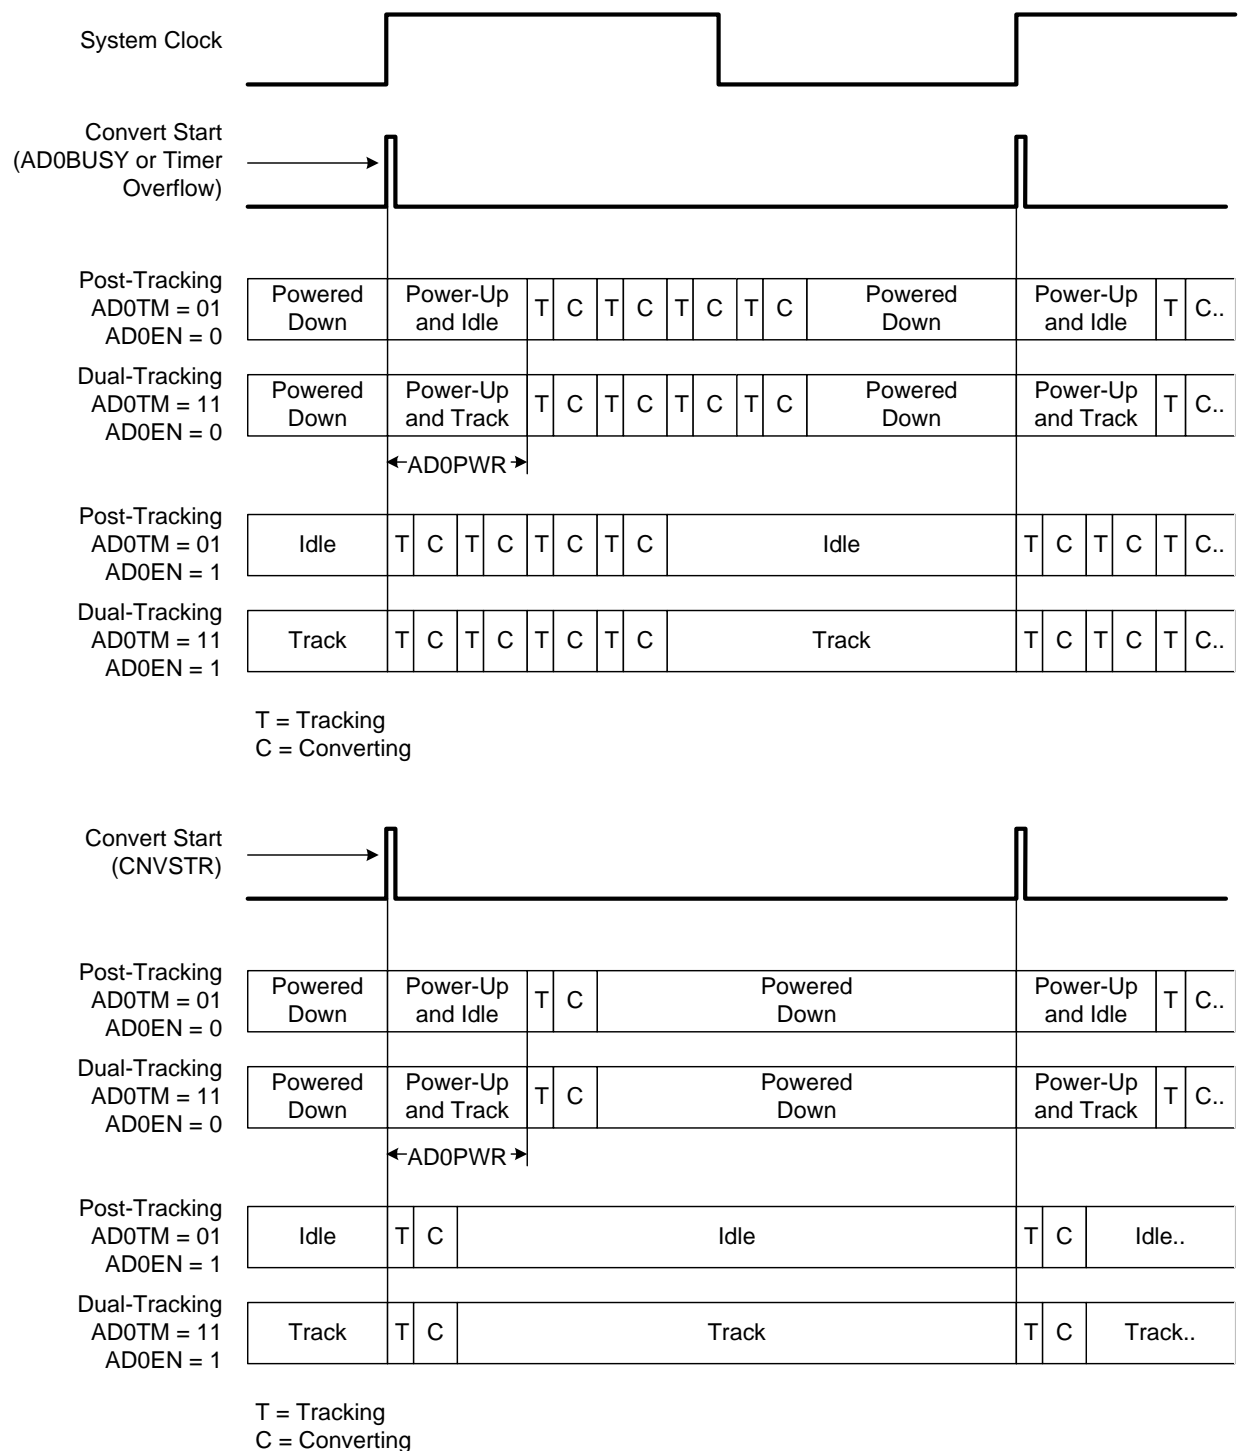 System Clock
Convert Start
(AD0BUSY or Timer
Overflow)
Post-Tracking
AD0TM = 01
AD0EN = 0
Powered
Down
Power-Up
and Idle
T C T C T C T C
Powered
Down
Power-Up
and Idle
T C..
Dual-Tracking
AD0TM = 11
AD0EN = 0
Powered
Down
Power-Up
and Track
T C T C T C T C
Powered
Down
Power-Up
and Track
T C..
AD0PWR
Post-Tracking
AD0TM = 01
AD0EN = 1
Idle T C T C T C T C Idle T C T C T C..
Dual-Tracking
AD0TM = 11
AD0EN = 1
Track T C T C T C T C Track T C T C T C..
T = Tracking
C = Converting
Convert Start
(CNVSTR)
Post-Tracking
AD0TM = 01
AD0EN = 0
Powered
Down
Power-Up
and Idle
T C
Powered
Down
Power-Up
and Idle
T C..
Dual-Tracking
AD0TM = 11
AD0EN = 0
Powered
Down
Power-Up
and Track
T C
Powered
Down
Power-Up
and Track
T C..
AD0PWR
Post-Tracking
AD0TM = 01
AD0EN = 1
Idle T C Idle T C Idle..
Dual-Tracking
AD0TM = 11
AD0EN = 1
Track T C Track T C Track..
T = Tracking
C = Converting